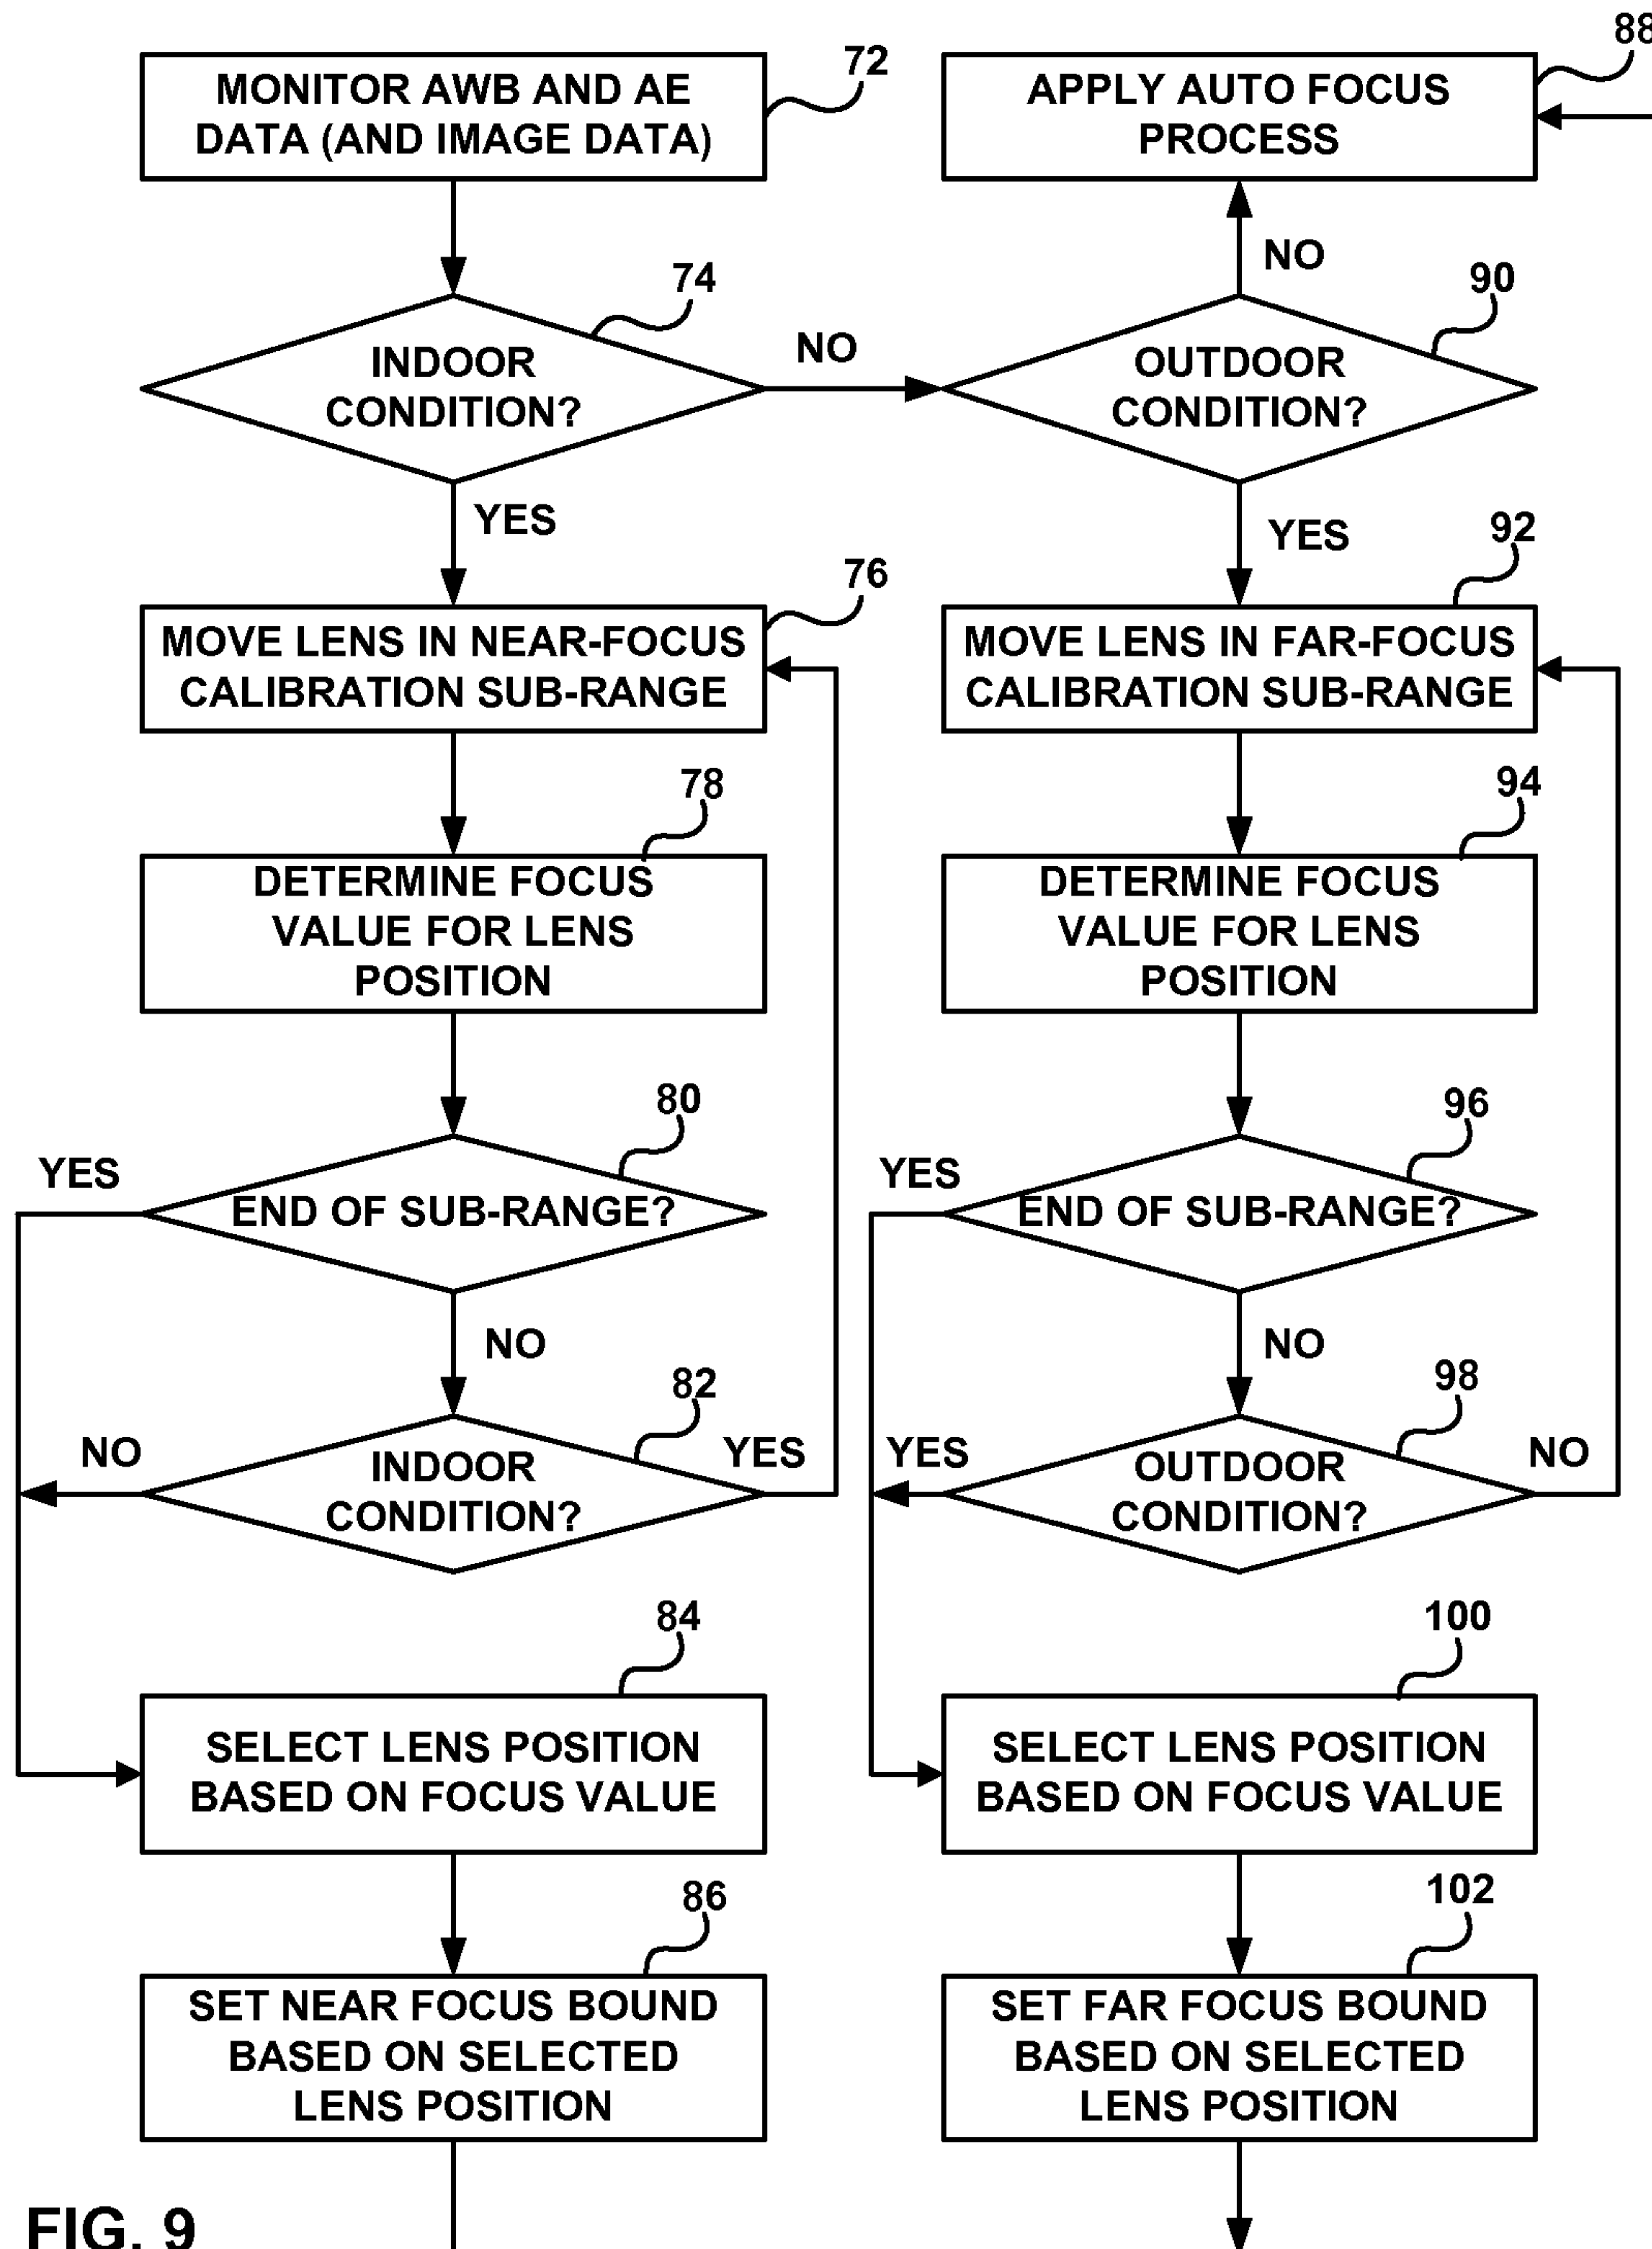 MONITOR AWB AND AE
DATA (AND IMAGE DATA)
72
APPLY AUTO FOCUS
PROCESS
88
INDOOR
CONDITION?
74
NO
OUTDOOR
CONDITION?
90
NO
YES
YES
MOVE LENS IN NEAR-FOCUS
CALIBRATION SUB-RANGE
76
MOVE LENS IN FAR-FOCUS
CALIBRATION SUB-RANGE
92
DETERMINE FOCUS
VALUE FOR LENS
POSITION
78
DETERMINE FOCUS
VALUE FOR LENS
POSITION
94
YES
END OF SUB-RANGE?
80
YES
END OF SUB-RANGE?
96
NO
NO
NO
INDOOR
CONDITION?
82
YES
YES
OUTDOOR
CONDITION?
98
NO
SELECT LENS POSITION
BASED ON FOCUS VALUE
84
SELECT LENS POSITION
BASED ON FOCUS VALUE
100
SET NEAR FOCUS BOUND
BASED ON SELECTED
LENS POSITION
86
SET FAR FOCUS BOUND
BASED ON SELECTED
LENS POSITION
102
FIG. 9